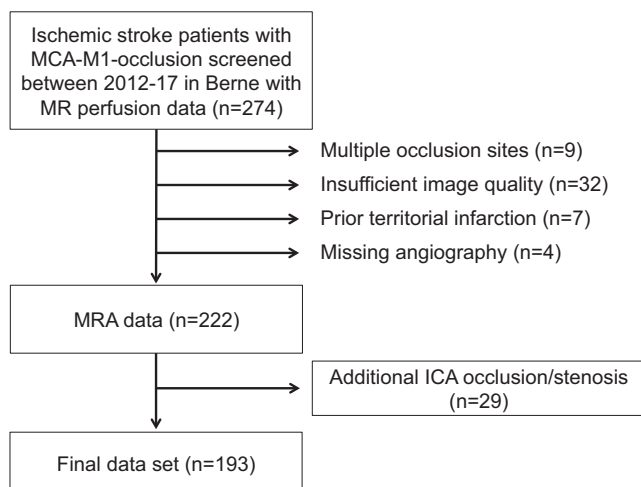 Ischemic stroke patients with
MCA-M1-occlusion screened
between 2012-17 in Berne with
MR perfusion data (n=274)
Multiple occlusion sites (n=9)
Insufficient image quality (n=32)
Prior territorial infarction (n=7)
Missing angiography (n=4)
MRA data (n=222)
Additional ICA occlusion/stenosis
(n=29)
Final data set (n=193)